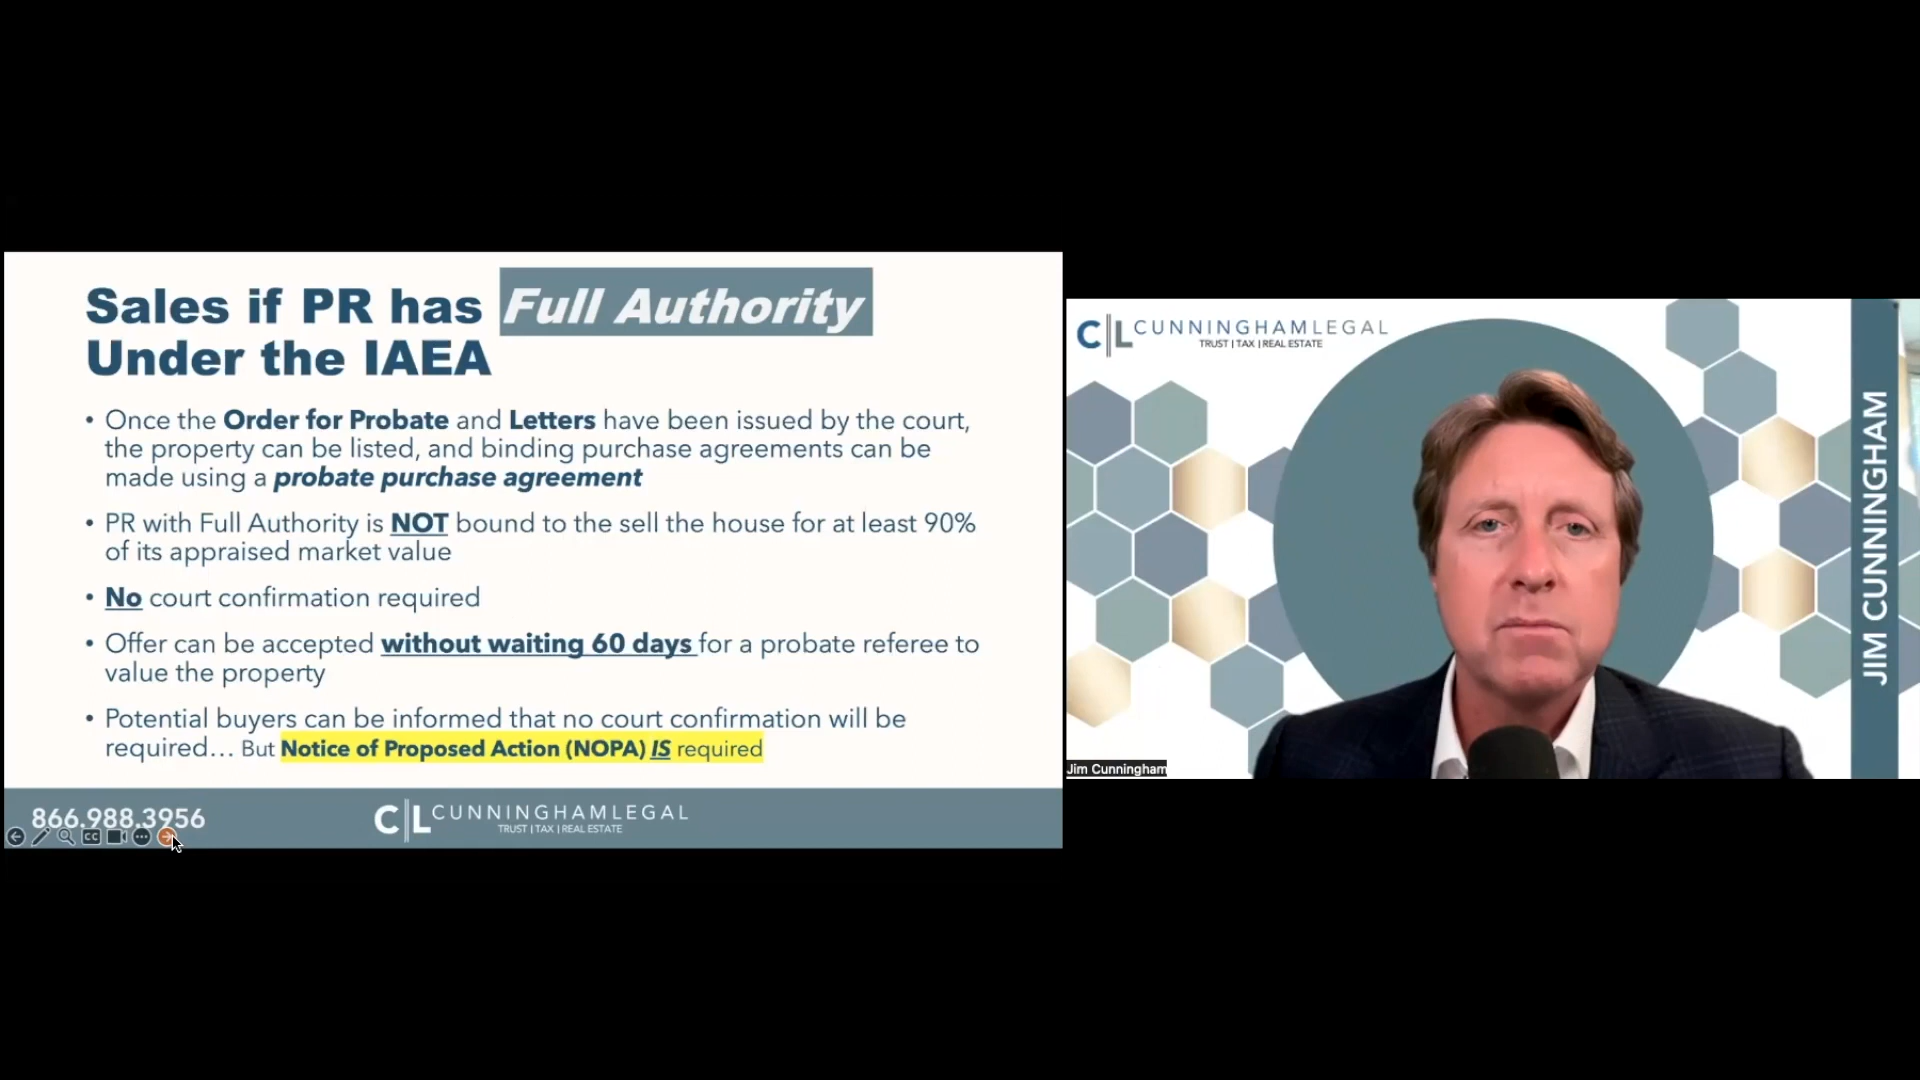 Sales if PR has Full Authority
Under the IAEA
• Once the Order for Probate and Letters have been issued by the court,
the property can be listed, and binding purchase agreements can be
made using a probate purchase agreement
• PR with Full Authority is NOT bound to the sell the house for at least 90%
of its appraised market value
• No court confirmation required
• Offer can be accepted without waiting 60 days for a probate referee to
value the property
• Potential buyers can be informed that no court confirmation will be
required... But Notice of Proposed Action (NOPA) IS required
866.988.3956
CL CUNNINGHAMLEGAL
TRUST | TAX | REAL ESTATE
CC
CL CUNNINGHAMLEGAL
TRUST | TAX | REAL ESTATE
JIM CUNNINGHAM
Jim Cunningham